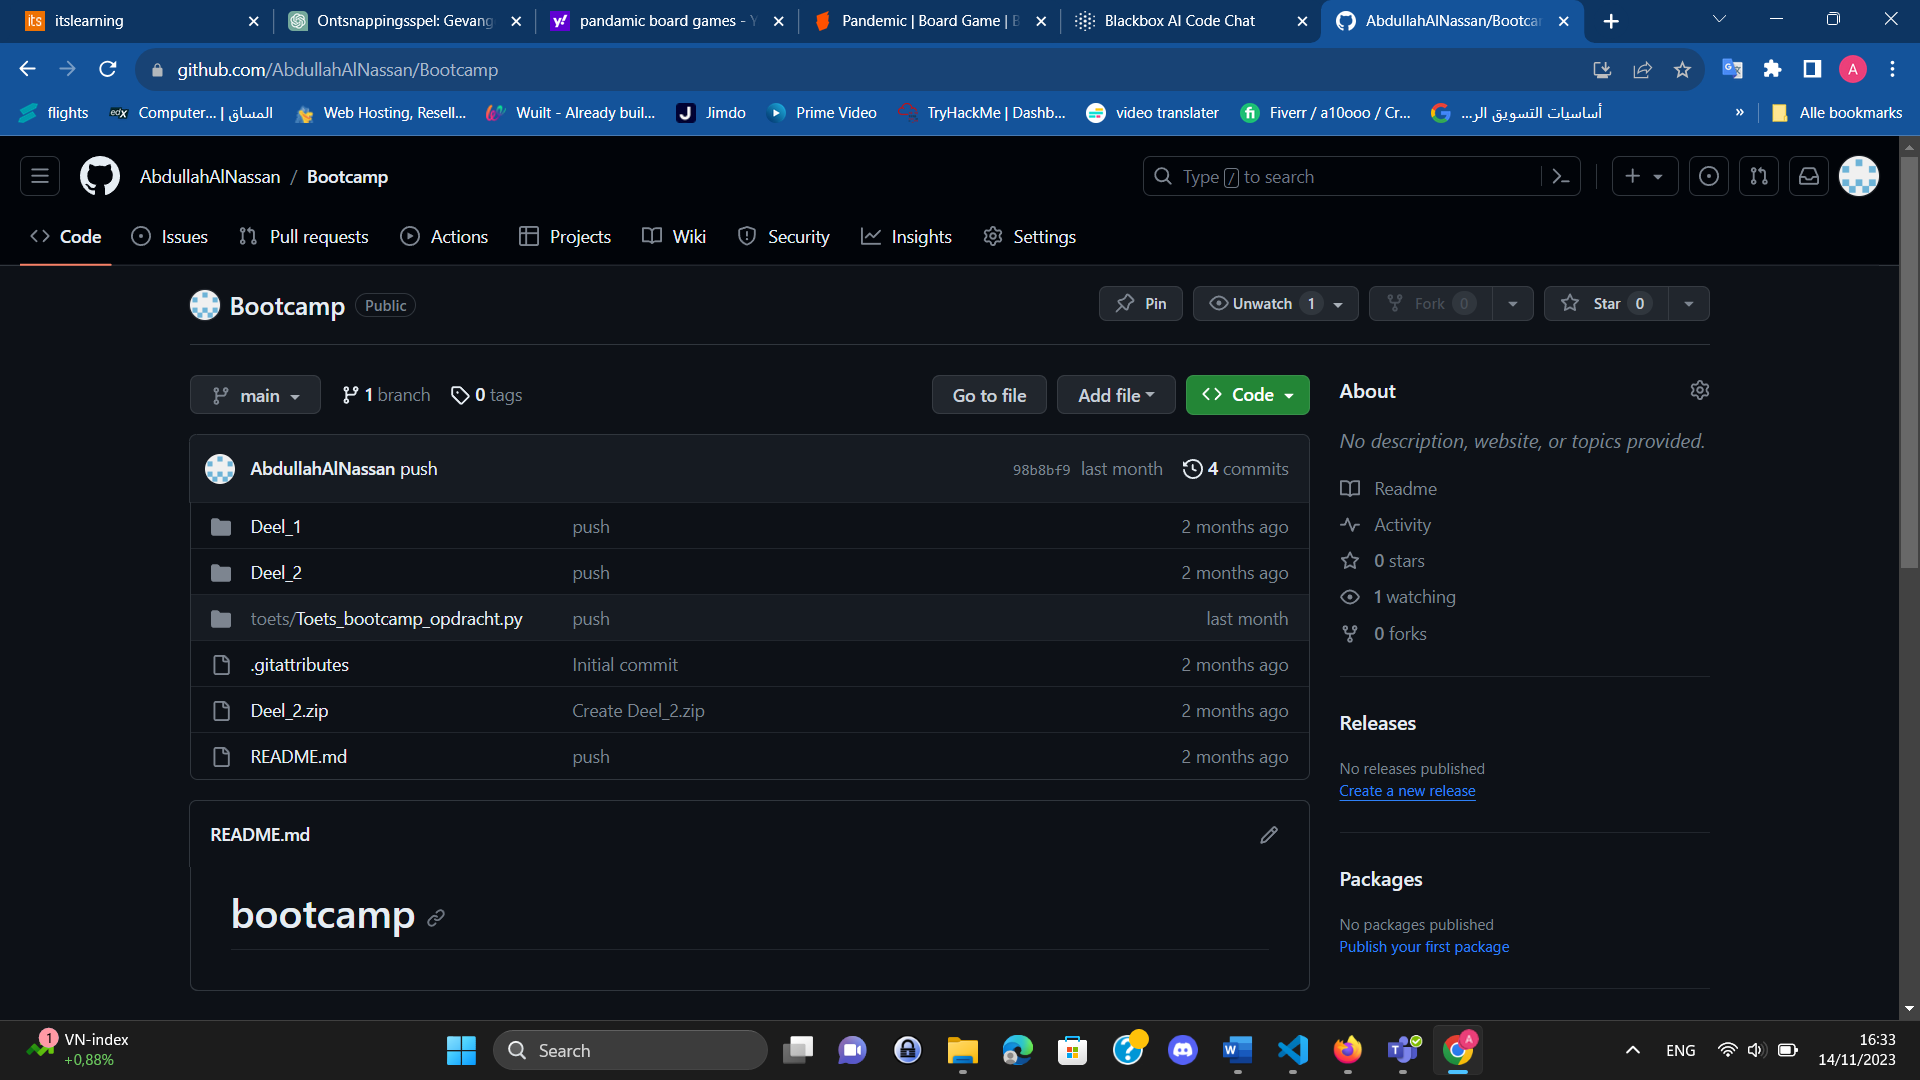 itslearning
Ontsnappingsspel: Gevang
pandamic board games - Y
Pandemic | Board Game | B
Blackbox AI Code Chat
AbdullahAlNassan/Bootcam
github.com/AbdullahAlNassan/Bootcamp
flights
edX
Computer... | المساق
Web Hosting, Resell...
Wuilt - Already buil...
Jimdo
Prime Video
TryHackMe | Dashb...
video translater
Fiverr / a10ooo / Cr...
أساسيات التسويق الر...
»
Alle bookmarks
AbdullahAlNassan / Bootcamp
Type / to search
Code
Issues
Pull requests
Actions
Projects
Wiki
Security
Insights
Settings
Bootcamp
Public
Pin
Unwatch 1
Fork 0
Star 0
main
1 branch
0 tags
Go to file
Add file
Code
AbdullahAlNassan push
98b8bf9 last month
4 commits
Deel_1 push 2 months ago
Deel_2 push 2 months ago
toets/Toets_bootcamp_opdracht.py push last month
.gitattributes Initial commit 2 months ago
Deel_2.zip Create Deel_2.zip 2 months ago
README.md push 2 months ago
README.md
bootcamp
About
No description, website, or topics provided.
Readme
Activity
0 stars
1 watching
0 forks
Releases
No releases published
Create a new release
Packages
No packages published
Publish your first package
1
VN-index
+0,88%
Search
ENG
16:33
14/11/2023